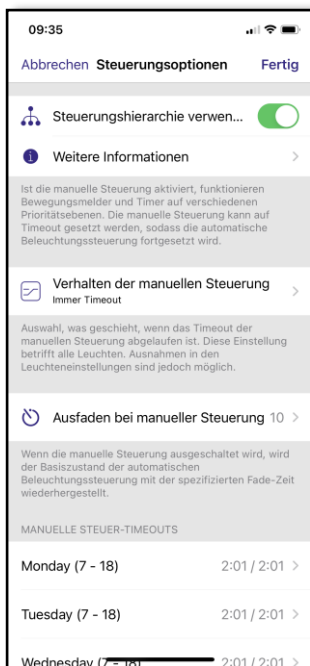 09:35
Abbrechen Steuerungsoptionen Fertig
Steuerungshierarchie verwen...
Weitere Informationen
Ist die manuelle Steuerung aktiviert, funktionieren
Bewegungsmelder und Timer auf verschiedenen
Prioritätsebenen. Die manuelle Steuerung kann auf
Timeout gesetzt werden, sodass die automatische
Beleuchtungssteuerung fortgesetzt wird.
Verhalten der manuellen Steuerung
Immer Timeout
Auswahl, was geschieht, wenn das Timeout der
manuellen Steuerung abgelaufen ist. Diese Einstellung
betrifft alle Leuchten. Ausnahmen in den
Leuchteneinstellungen sind jedoch möglich.
Ausfaden bei manueller Steuerung 10
Wenn die manuelle Steuerung ausgeschaltet wird, wird
der Basiszustand der automatischen
Beleuchtungssteuerung mit der spezifizierten Fade-Zeit
wiederhergestellt.
MANUELLE STEUER-TIMEOUTS
Monday (7 - 18) 2:01 / 2:01
Tuesday (7 - 18) 2:01 / 2:01
Wednesday (7 - 18) 2:01 / 2:01